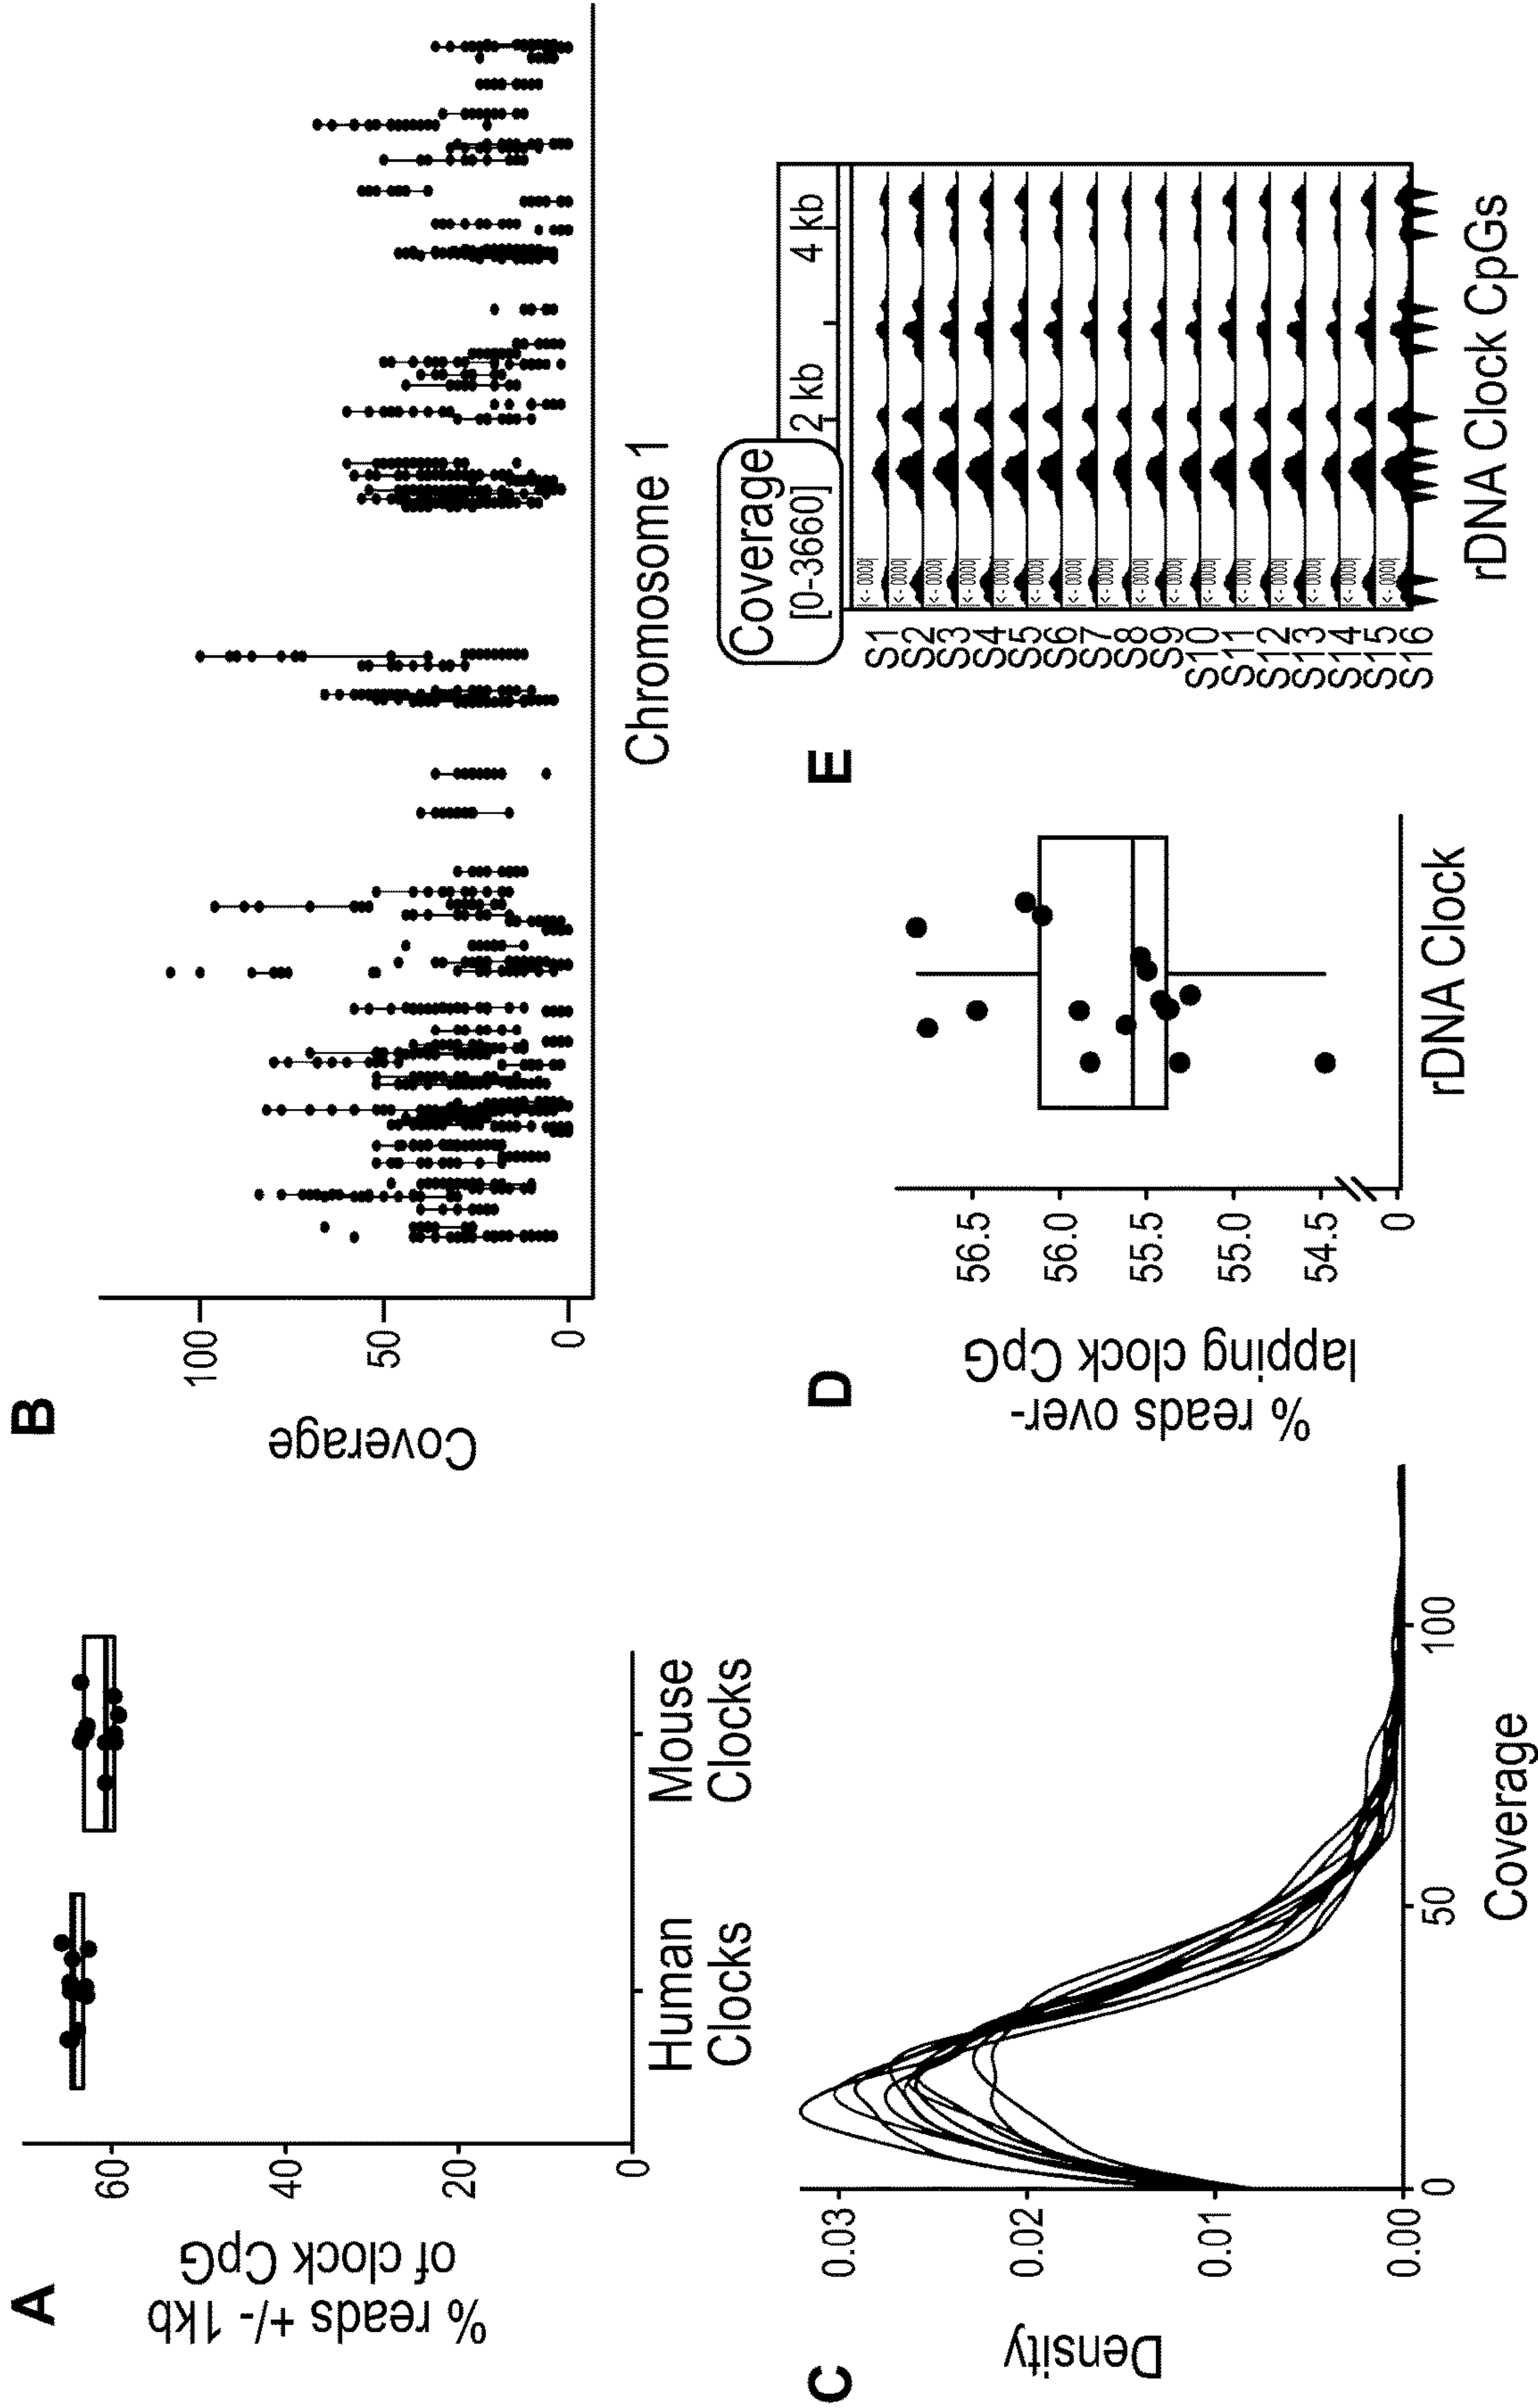 A
% reads +/- 1kb
of clock CpG
60
40
20
0
Human
Clocks
Mouse
Clocks
B
Coverage
100
50
0
Chromosome 1
C
Density
0.03
0.02
0.01
0.00
0
50
100
Coverage
D
% reads over-
lapping clock CpG
56.5
56.0
55.5
55.0
54.5
0
rDNA Clock
E
Coverage
[0-3660]
2 kb
4 kb
S1
S2
S3
S4
S5
S6
S7
S8
S9
S10
S11
S12
S13
S14
S15
S16
rDNA Clock CpGs